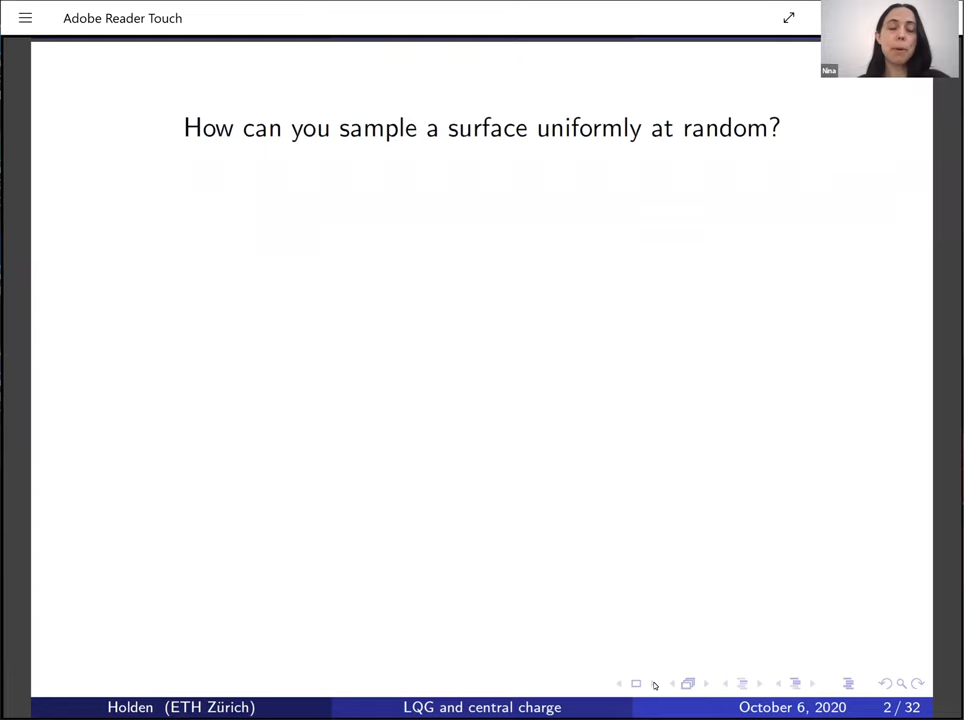 Adobe Reader Touch
Nina
How can you sample a surface uniformly at random?
Holden (ETH Zürich)
LQG and central charge
October 6, 2020
2 / 32